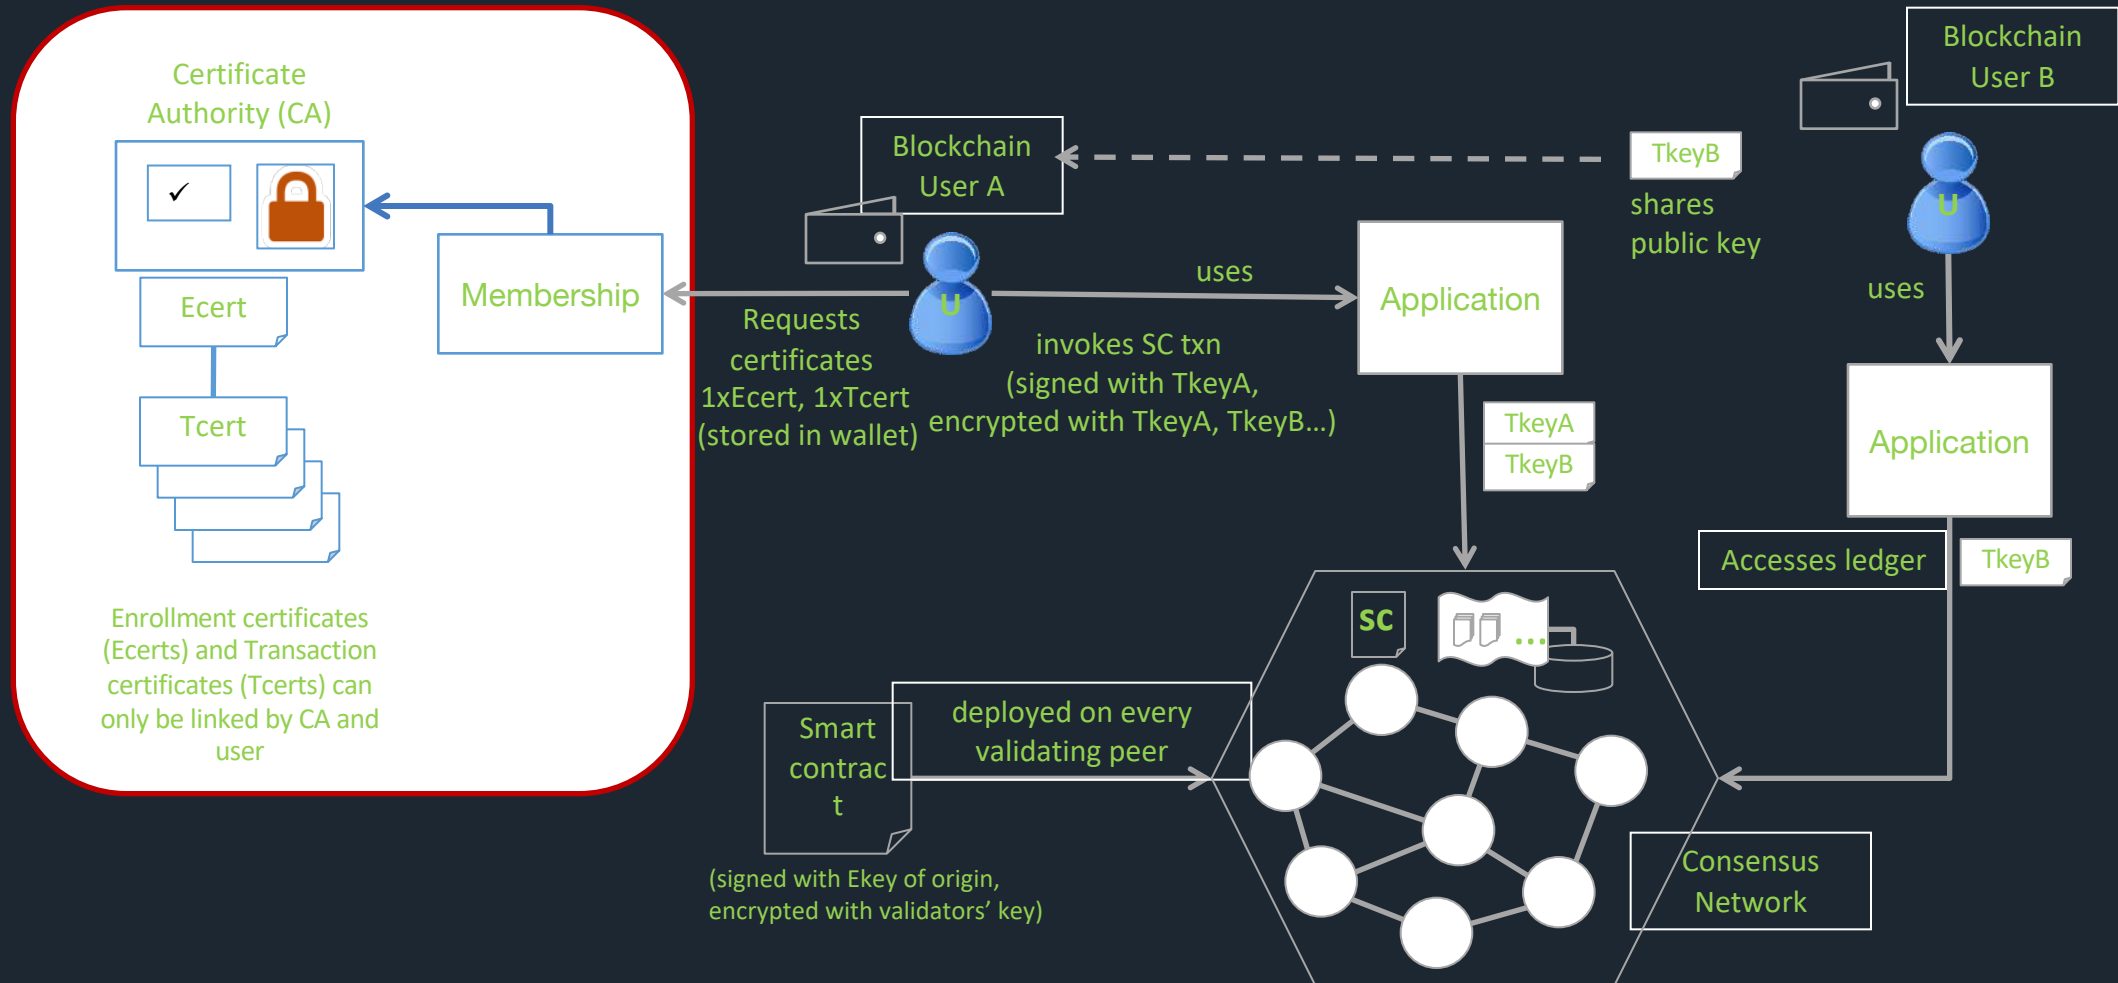 Certificate
Authority (CA)
✓
Ecert
Tcert
Enrollment certificates
(Ecerts) and Transaction
certificates (Tcerts) can
only be linked by CA and
user
Membership
Blockchain
User A
U
Requests
certificates
1xEcert, 1xTcert
(stored in wallet)
uses
invokes SC txn
(signed with TkeyA,
encrypted with TkeyA, TkeyB...)
Application
TkeyA
TkeyB
TkeyB
shares
public key
Blockchain
User B
U
uses
Application
Accesses ledger
TkeyB
SC
...
Smart
contrac
t
deployed on every
validating peer
(signed with Ekey of origin,
encrypted with validators’ key)
Consensus
Network